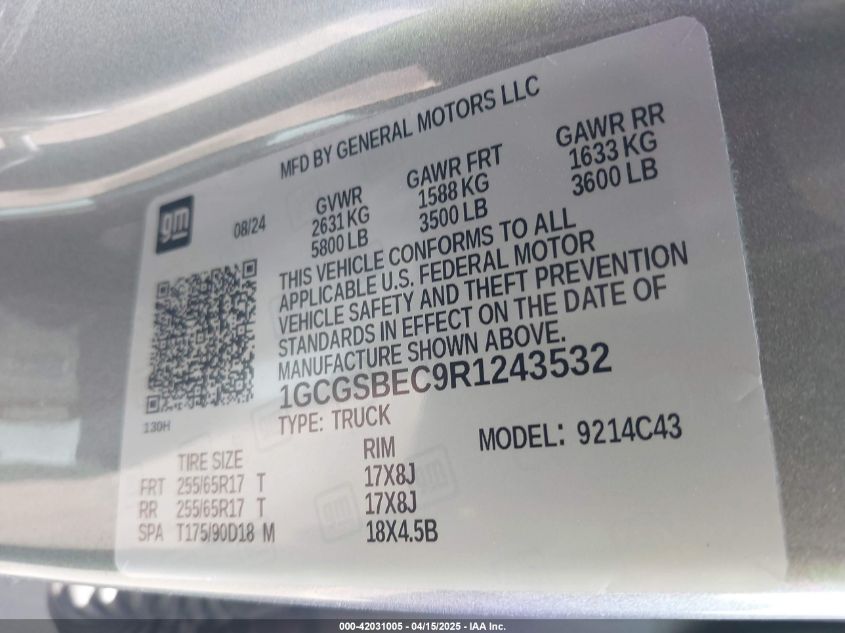 MFD BY GENERAL MOTORS LLC
gm
08/24
GVWR
2631 KG
5800 LB
GAWR FRT
1588 KG
3500 LB
GAWR RR
1633 KG
3600 LB
THIS VEHICLE CONFORMS TO ALL
APPLICABLE U.S. FEDERAL MOTOR
VEHICLE SAFETY AND THEFT PREVENTION
STANDARDS IN EFFECT ON THE DATE OF
MANUFACTURE SHOWN ABOVE.
1GCGSBEC9R1243532
130H
TYPE: TRUCK
MODEL: 9214C43
TIRE SIZE RIM
FRT 255/65R17 T 17X8J
RR 255/65R17 T 17X8J
SPA T175/90D18 M 18X4.5B
000-42031005 - 04/15/2025 - IAA Inc.